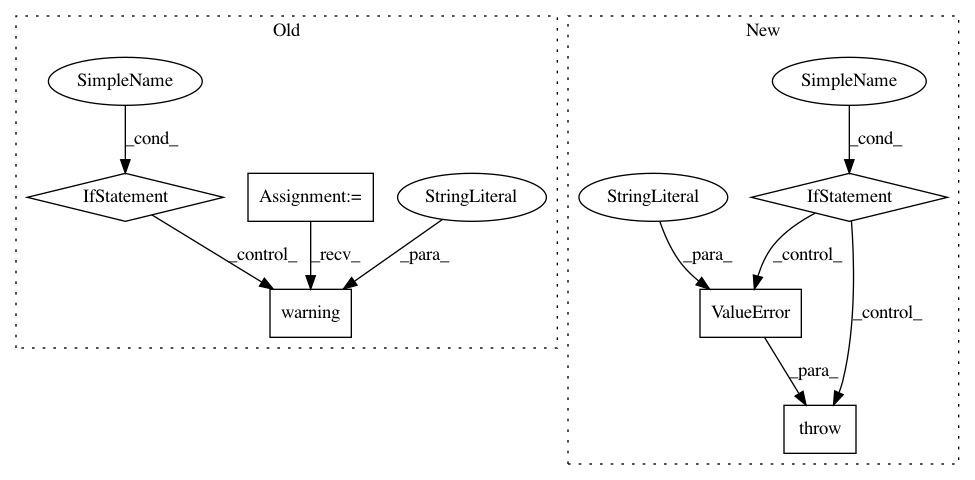 Old
New
SimpleName
SimpleName
_cond_
_cond_
IfStatement
Assignment:=
StringLiteral
StringLiteral
IfStatement
_control_
_recv_
_para_
_para_
_control_
warning
ValueError
_control_
_para_
throw